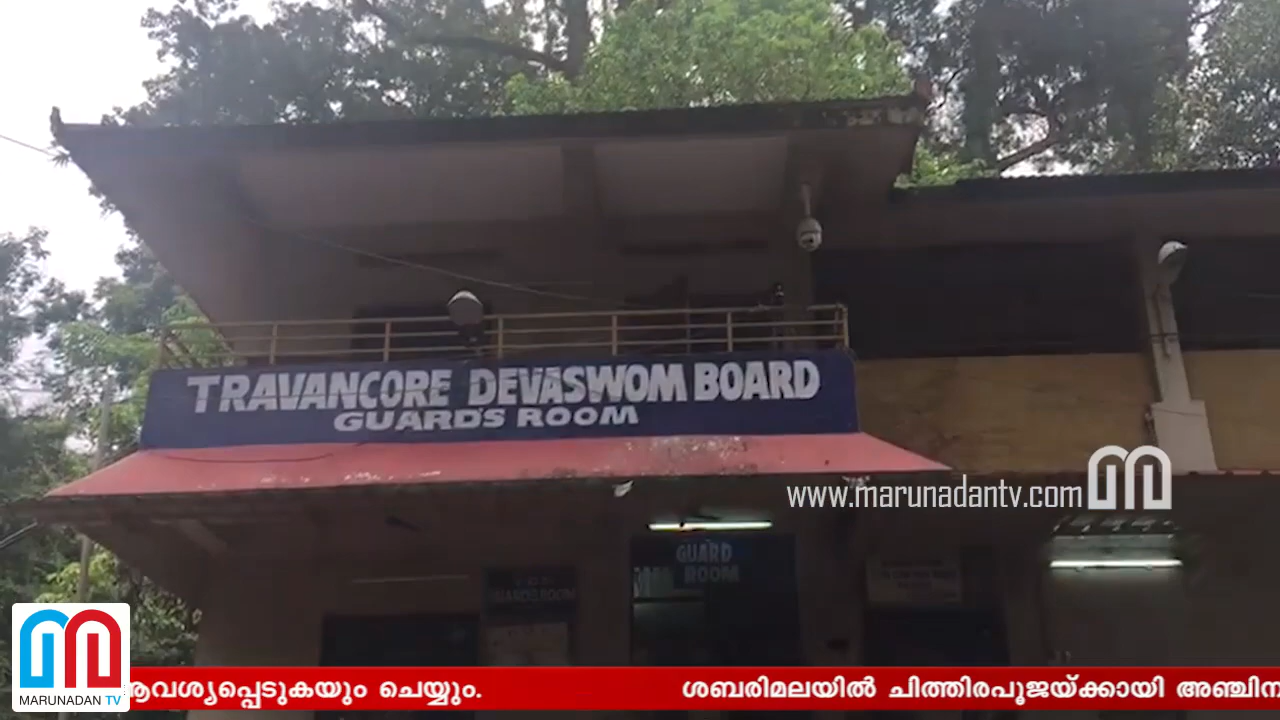 TRAVANCORE DEVASWOM BOARD
GUARDS ROOM
www.marunadantv.com
GUARD
ROOM
MARUNADAN TV
ആവശ്യപ്പെടുകയും ചെയ്യും. ശബരിമലയിൽ ചിത്തിരപൂജയ്ക്കായി അഞ്ചിന